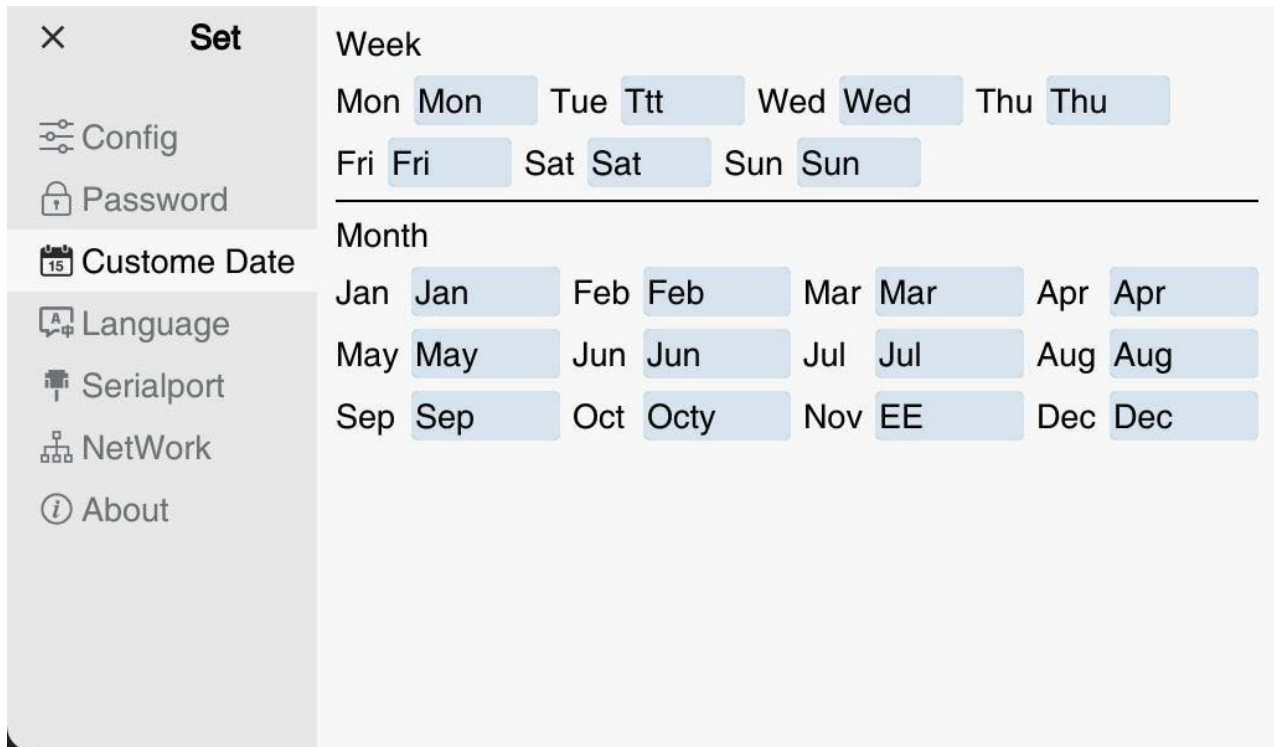 Set
Config
Password
15
Custome Date
Language
Serialport
NetWork
About
Week
Mon Mon Tue Ttt Wed Wed Thu Thu
Fri Fri Sat Sat Sun Sun
Month
Jan Jan Feb Feb Mar Mar Apr Apr
May May Jun Jun Jul Jul Aug Aug
Sep Sep Oct Octy Nov EE Dec Dec